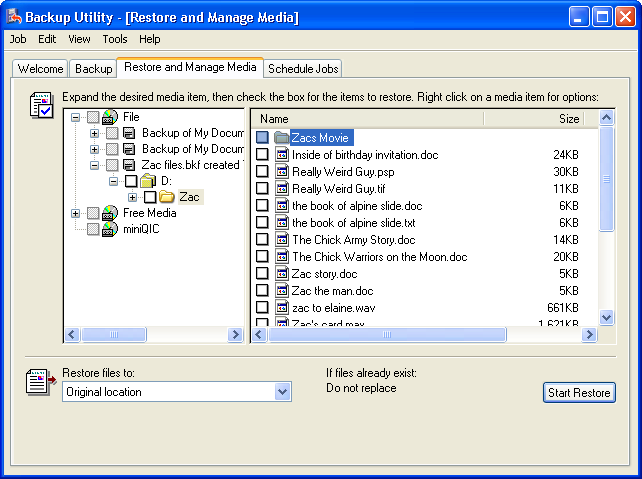 Backup Utility - [Restore and Manage Media]
Job Edit View Tools Help
Welcome Backup Restore and Manage Media Schedule Jobs
Expand the desired media item, then check the box for the items to restore. Right click on a media item for options:
File
Backup of My Docum
Backup of My Docum
Zac files.bkf created
D:
Zac
Free Media
miniQIC
Name Size
Zacs Movie
Inside of birthday invitation.doc 24KB
Really Weird Guy.psp 30KB
Really Weird Guy.tif 11KB
the book of alpine slide.doc 6KB
the book of alpine slide.txt 6KB
The Chick Army Story.doc 14KB
The Chick Warriors on the Moon.doc 20KB
Zac story.doc 5KB
Zac the man.doc 5KB
zac to elaine.wav 661KB
Zac's card.max 1,621KB
Restore files to:
Original location
If files already exist:
Do not replace
Start Restore